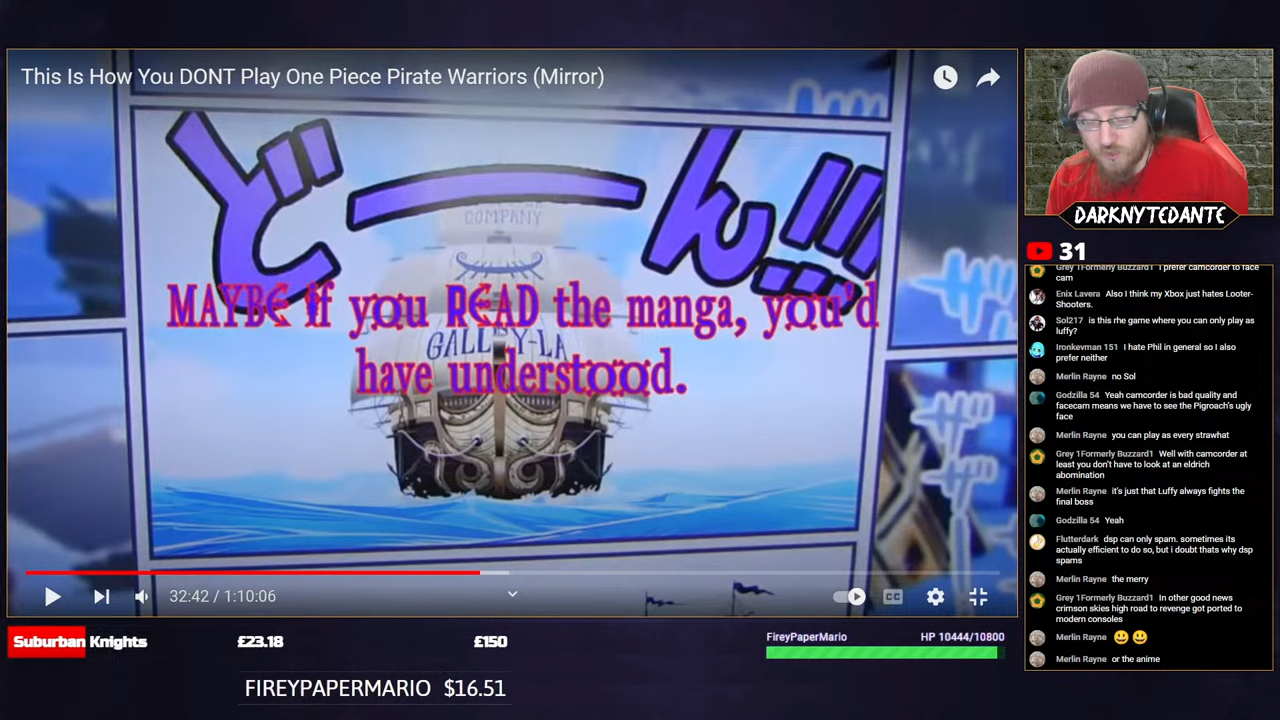 This Is How You DONT Play One Piece Pirate Warriors (Mirror)
どーん!!!
COMPANY
GALLEY-LA
MAYBE if you READ the manga, you'd
have understood.
32:42 / 1:10:06
CC
Suburban Knights
£23.18
£150
FireyPaperMario
HP 10444/10800
FIREYPAPERMARIO $16.51
DARKNYTEDANTE
31
Grey 1Formerly Buzzard1 I prefer camcorder to face
cam
Enix Lavera Also I think my Xbox just hates Looter-
Shooters.
Sol217 is this rhe game where you can only play as
luffy?
Ironkevman 151 I hate Phil in general so I also
prefer neither
Merlin Rayne no Sol
Godzilla 54 Yeah camcorder is bad quality and
facecam means we have to see the Pigroach's ugly
face
Merlin Rayne you can play as every strawhat
Grey 1Formerly Buzzard1 Well with camcorder at
least you don't have to look at an eldrich
abomination
Merlin Rayne it's just that Luffy always fights the
final boss
Godzilla 54 Yeah
Flutterdark dsp can only spam. sometimes its
actually efficient to do so, but i doubt thats why dsp
spams
Merlin Rayne the merry
Grey 1Formerly Buzzard1 In other good news
crimson skies high road to revenge got ported to
modern consoles
Merlin Rayne 😃 😃
Merlin Rayne or the anime